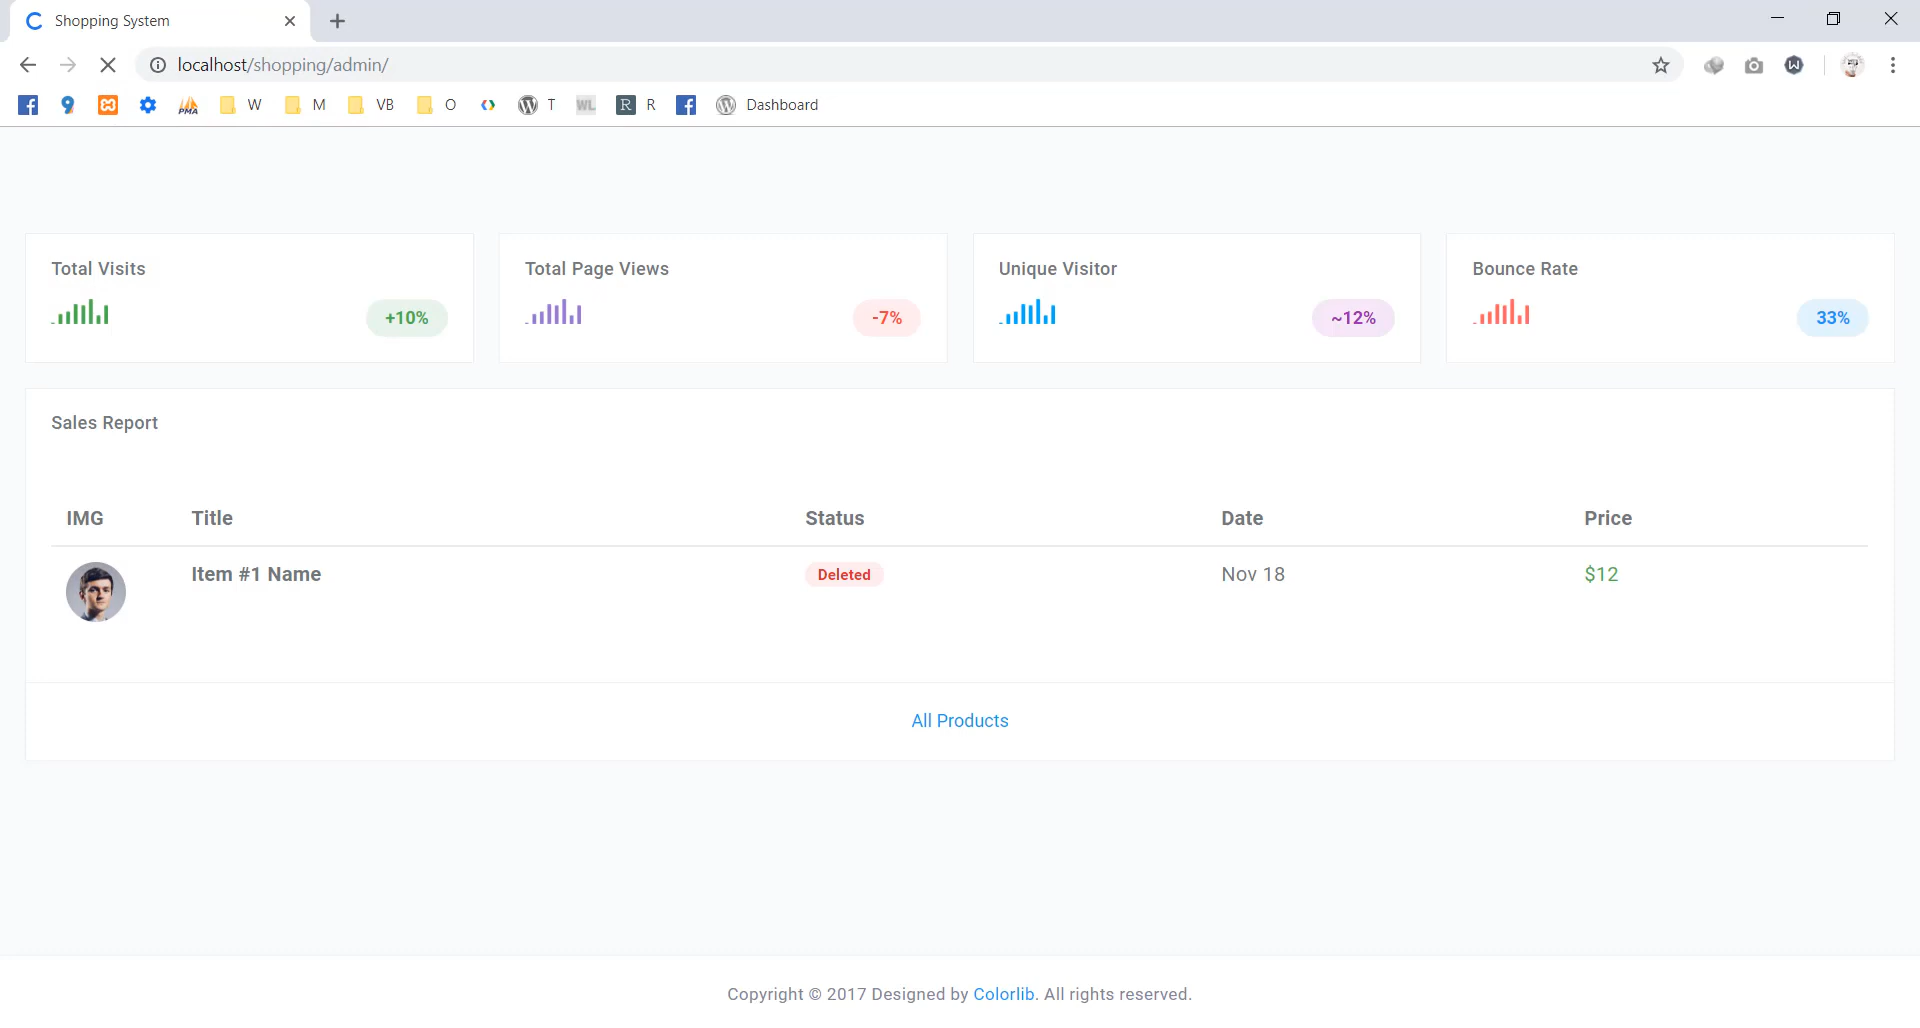 Shopping System
localhost/shopping/admin/
PMA W M VB O T WL R R Dashboard
Total Visits
+10%
Total Page Views
-7%
Unique Visitor
~12%
Bounce Rate
33%
Sales Report
IMG Title Status Date Price
Item #1 Name Deleted Nov 18 $12
All Products
Copyright © 2017 Designed by Colorlib. All rights reserved.